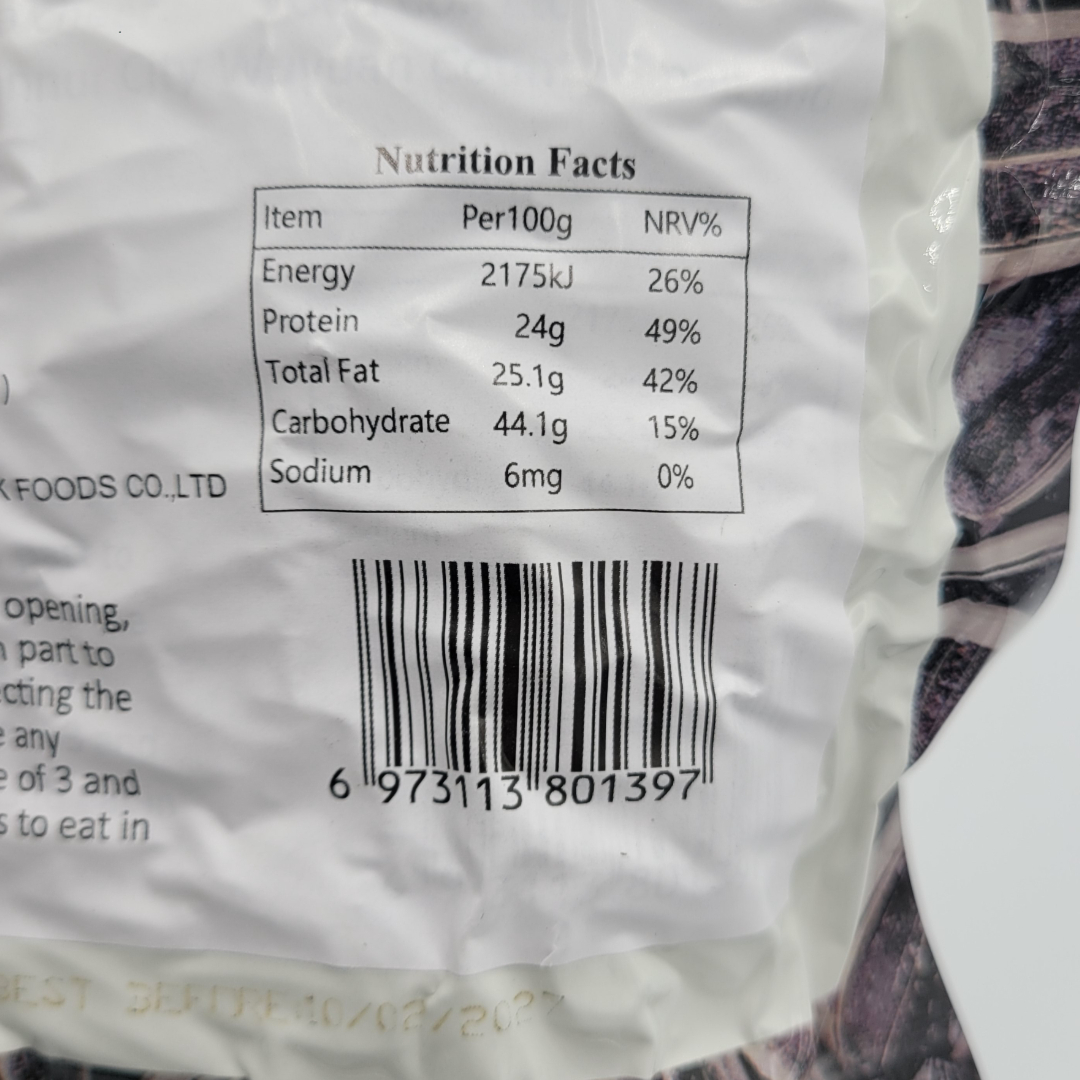 Nutrition Facts
Item Per100g NRV%
Energy 2175kJ 26%
Protein 24g 49%
Total Fat 25.1g 42%
Carbohydrate 44.1g 15%
Sodium 6mg 0%
)
FOODS CO.,LTD
opening,
part to
cting the
any
of 3 and
to eat in
6 973113 801397
BEST BEFORE